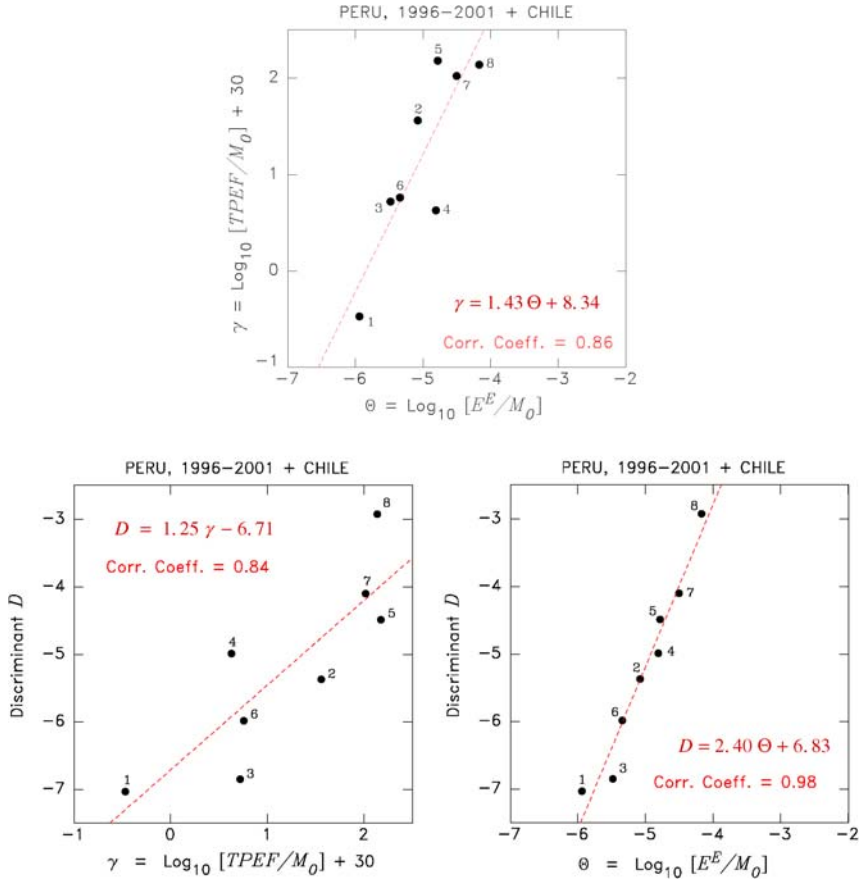 PERU, 1996-2001 + CHILE
γ = Log₁₀ [TPEF/M₀] + 30
2
1
0
-1
5
8
7
2
6
3
4
1
γ = 1.43 Θ + 8.34
Corr. Coeff. = 0.86
-7 -6 -5 -4 -3 -2
Θ = Log₁₀ [Eᴱ/M₀]
PERU, 1996-2001 + CHILE
Discriminant D
-3
-4
-5
-6
-7
8
D = 1.25 γ - 6.71
Corr. Coeff. = 0.84
7
5
4
2
6
3
1
-1 0 1 2
γ = Log₁₀ [TPEF/M₀] + 30
PERU, 1996-2001 + CHILE
Discriminant D
-3
-4
-5
-6
-7
8
7
5
4
2
6
3
1
D = 2.40 Θ + 6.83
Corr. Coeff. = 0.98
-7 -6 -5 -4 -3 -2
Θ = Log₁₀ [Eᴱ/M₀]